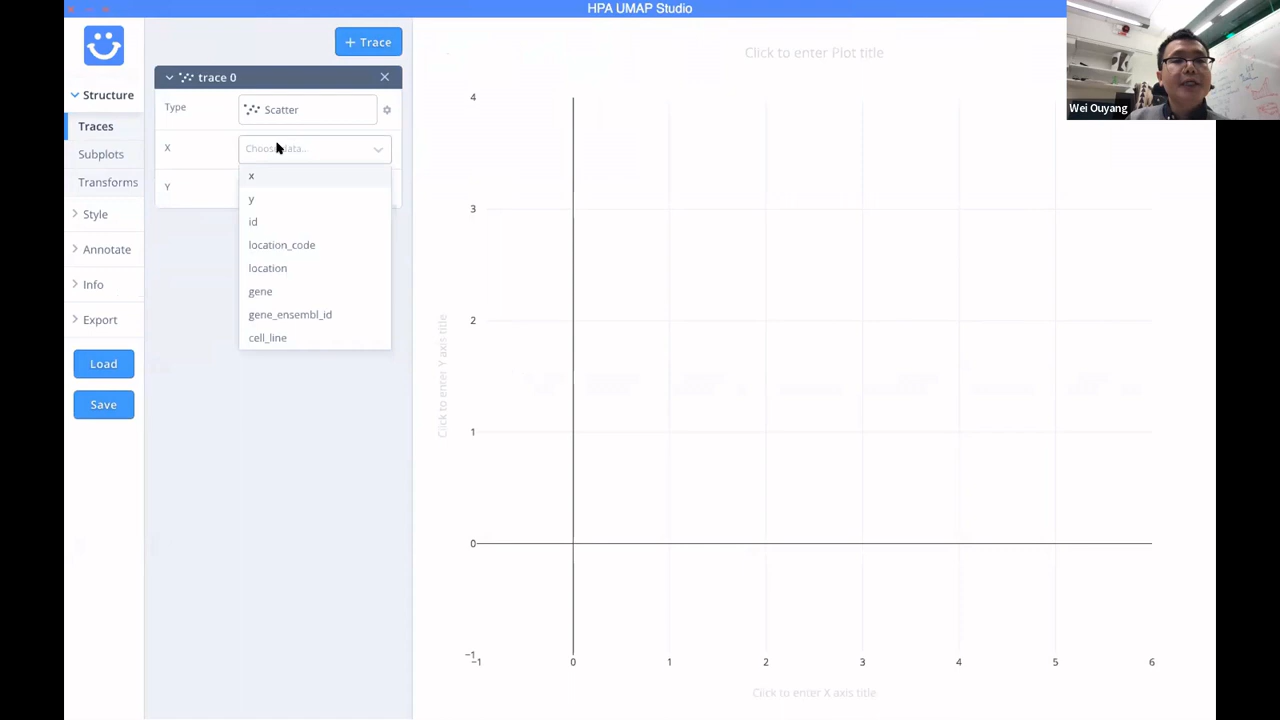 HPA UMAP Studio
Wei Ouyang
+ Trace
Structure
Traces
Subplots
Transforms
Style
Annotate
Info
Export
Load
Save
trace 0
Type
Scatter
X
Choose data...
x
y
id
location_code
location
gene
gene_ensembl_id
cell_line
Y
Click to enter Plot title
Click to enter Y axis title
4
3
2
1
0
−1
−1
0
1
2
3
4
5
6
Click to enter X axis title